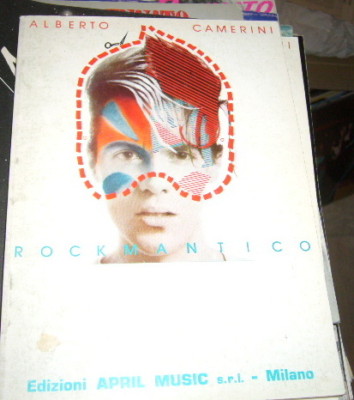 ALBERTO CAMERINI
ROCKMANTICO
Edizioni APRIL MUSIC s.r.l. - Milano